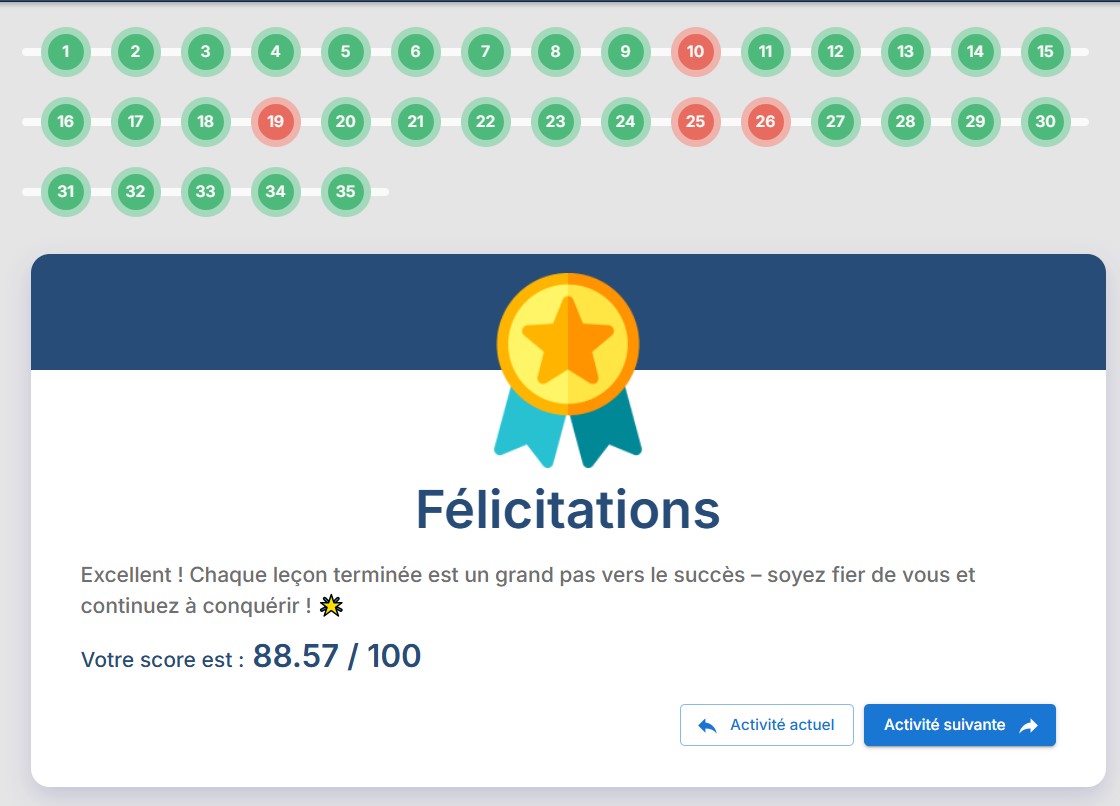 1 2 3 4 5 6 7 8 9 10 11 12 13 14 15
16 17 18 19 20 21 22 23 24 25 26 27 28 29 30
31 32 33 34 35
Félicitations
Excellent ! Chaque leçon terminée est un grand pas vers le succès – soyez fier de vous et
continuez à conquérir ! 🌟
Votre score est : 88.57 / 100
Activité actuel Activité suivante